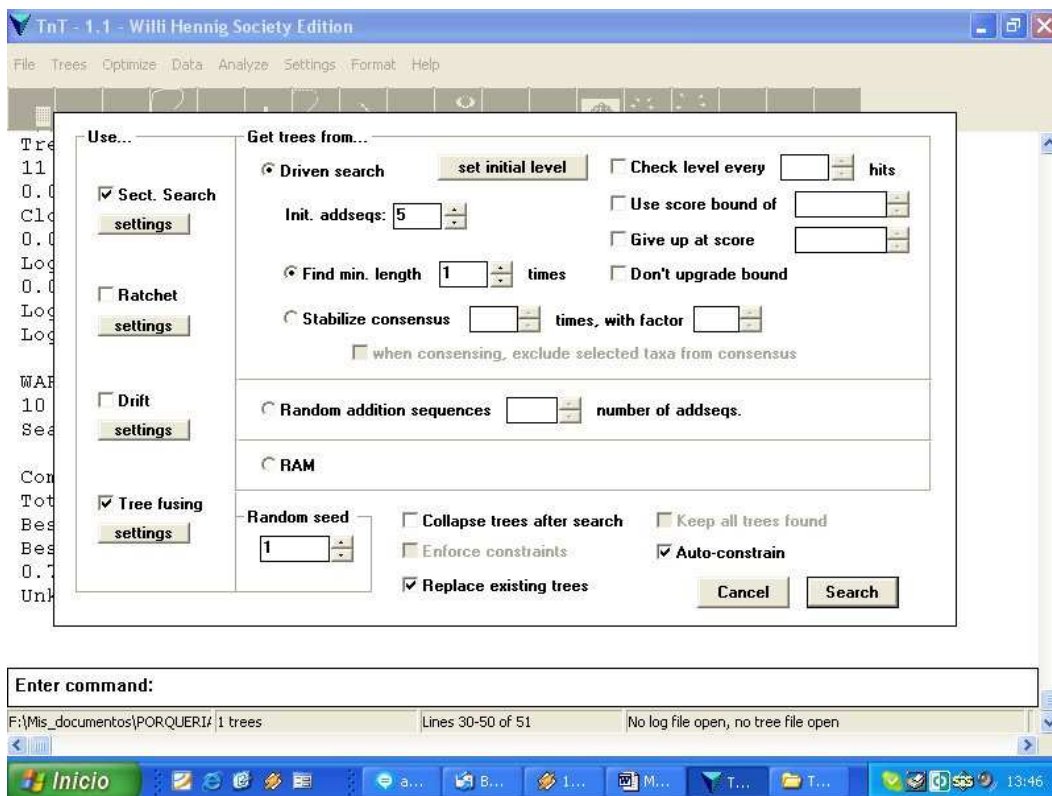 TnT - 1.1 - Willi Hennig Society Edition
File Trees Optimize Data Analyze Settings Format Help
Use...
Sect. Search
settings
Ratchet
settings
Drift
settings
Tree fusing
settings
Get trees from...
Driven search
set initial level
Check level every hits
Init. addseqs: 5
Use score bound of
Give up at score
Find min. length 1 times
Don't upgrade bound
Stabilize consensus times, with factor
when consensing, exclude selected taxa from consensus
Random addition sequences number of addseqs.
RAM
Random seed
1
Collapse trees after search
Keep all trees found
Enforce constraints
Auto-constrain
Replace existing trees
Cancel Search
Tre
11
0.0
Clo
0.0
Log
0.0
Log
Log
WAR
10
Sea
Com
Tot
Bes
Bes
0.7
Unk
Enter command:
F:\Mis_documentos\PORQUERIA 1 trees Lines 30-50 of 51 No log file open, no tree file open
Inicio a... B... 1... M... T... T... 13:46